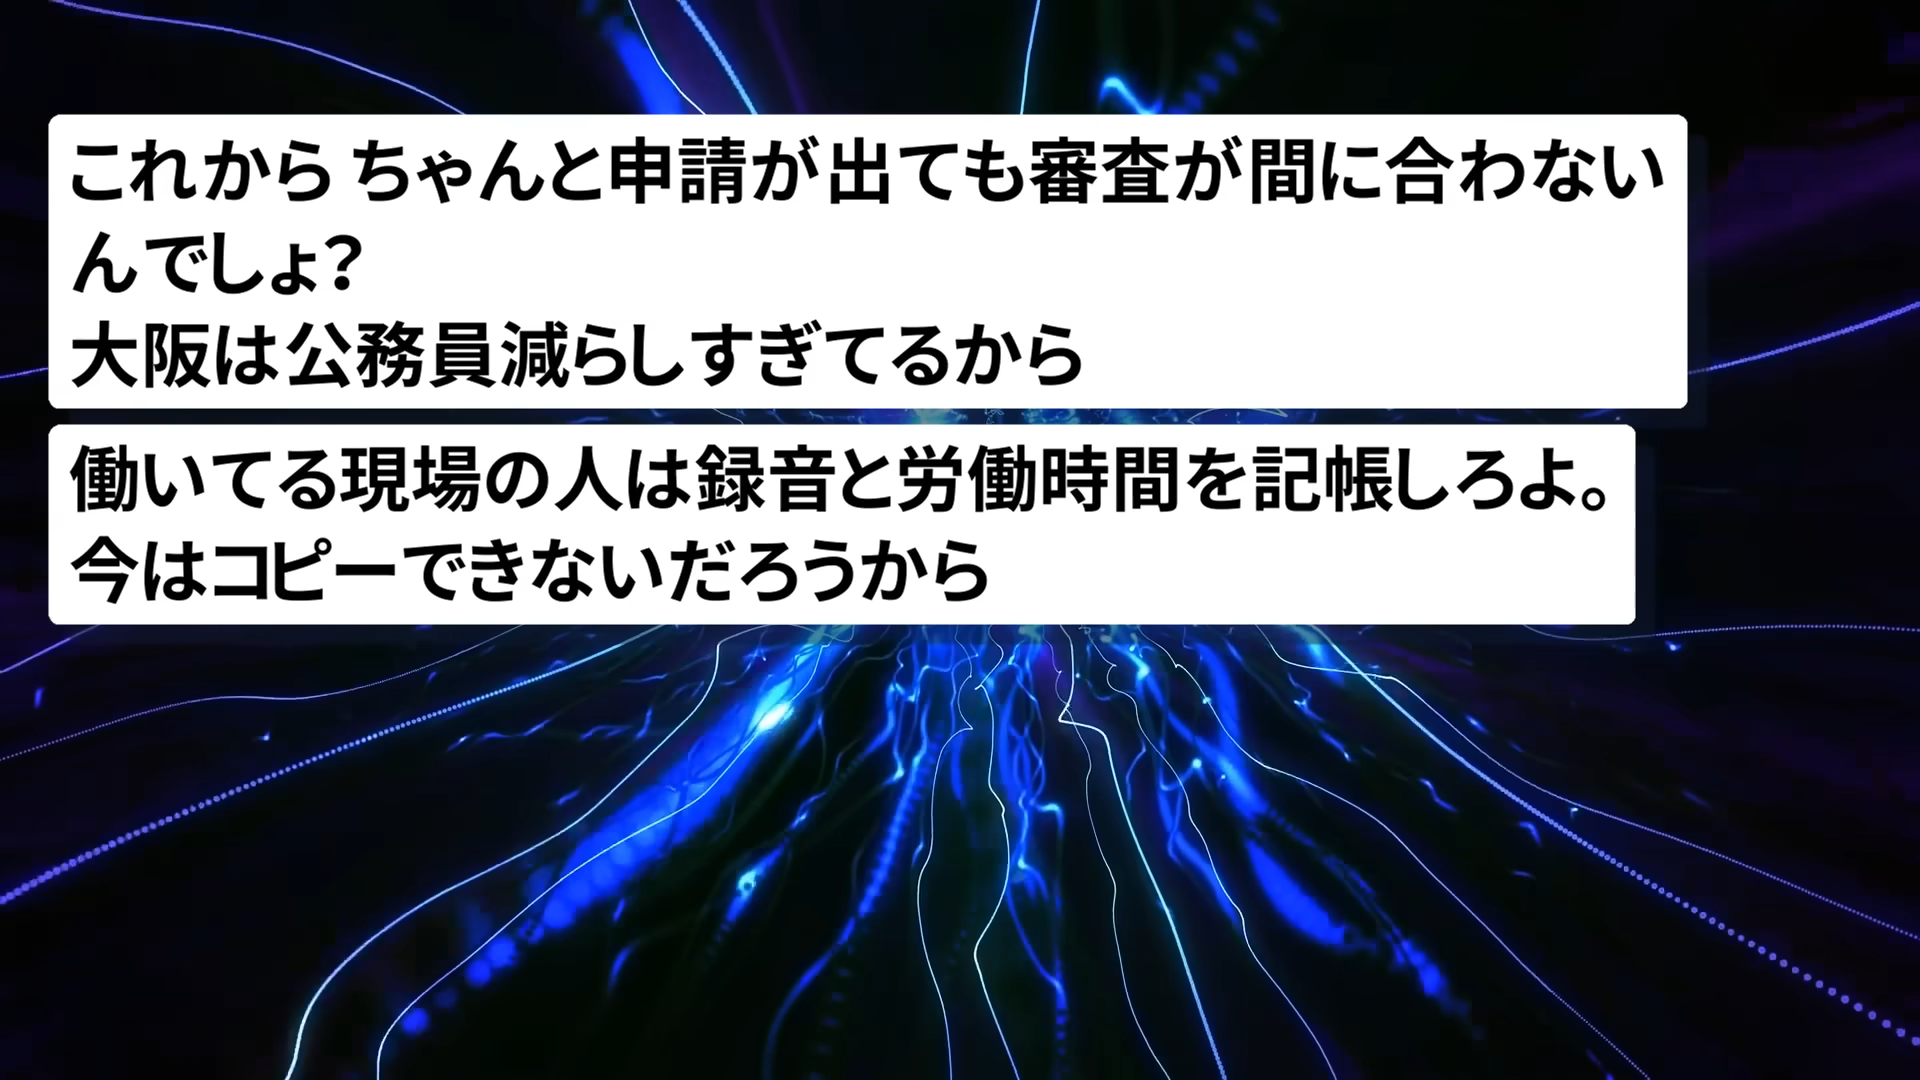 これから ちゃんと申請が出ても審査が間に合わない
んでしょ？
大阪は公務員減らしすぎてるから
働いてる現場の人は録音と労働時間を記帳しろよ。
今はコピーできないだろうから